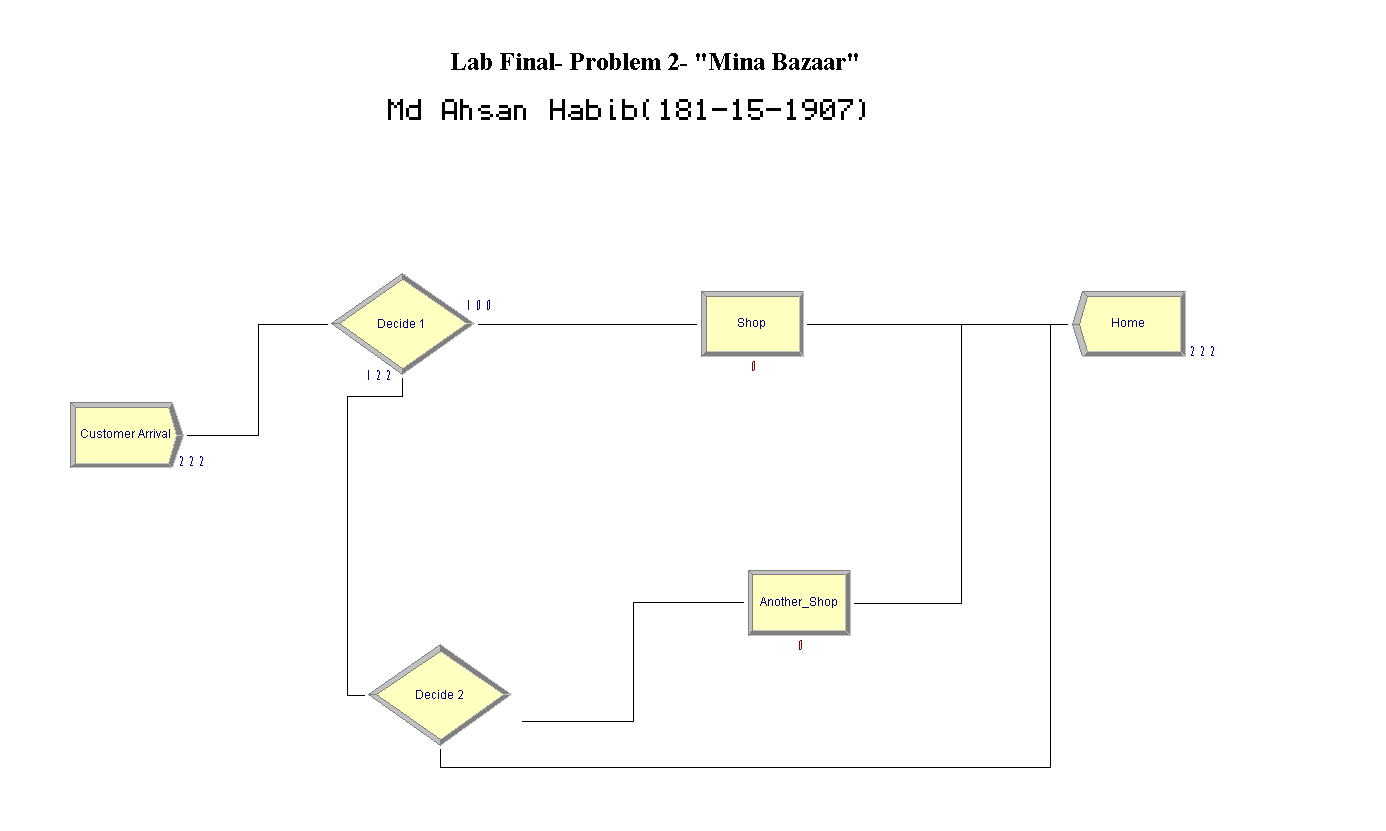 Lab Final- Problem 2- "Mina Bazaar"
Md Ahsan Habib(181-15-1907)
100
Decide 1
Shop
Home
222
0
122
Customer Arrival
222
Another_Shop
0
Decide 2